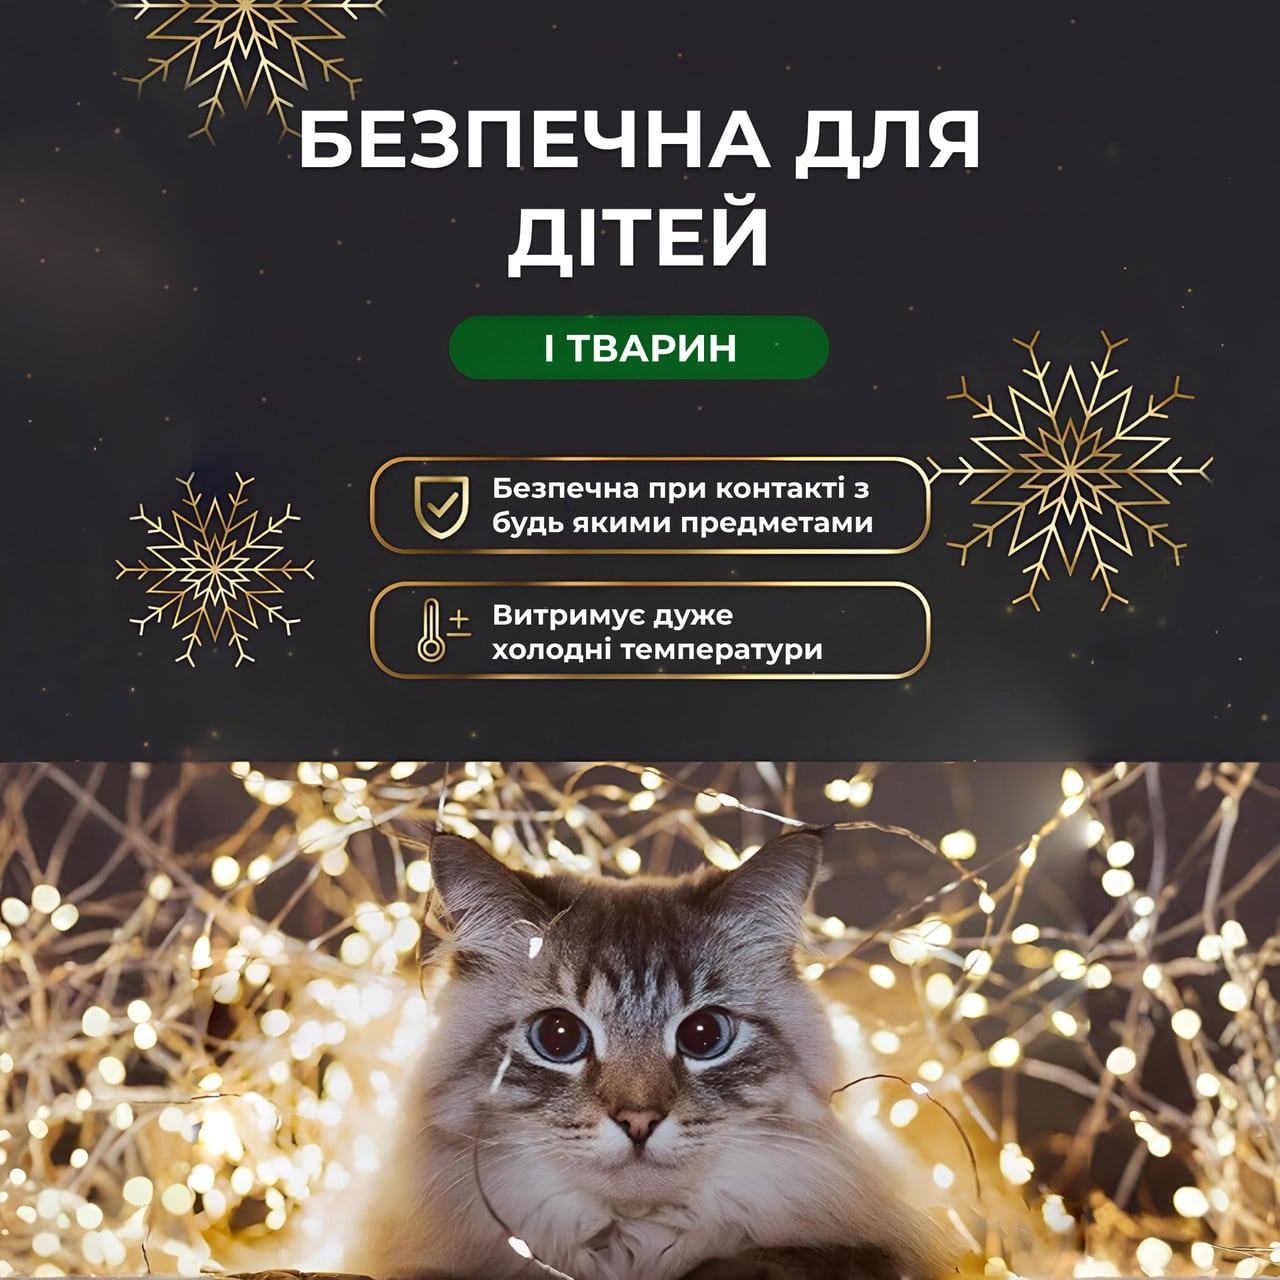 БЕЗПЕЧНА ДЛЯ
ДІТЕЙ
І ТВАРИН
Безпечна при контакті з
будь якими предметами
Витримує дуже
холодні температури